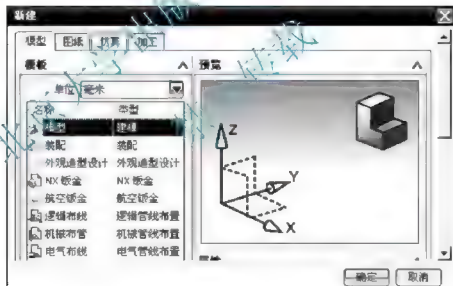 新建
模型 图纸 仿真 加工
模板
单位 毫米
名称 类型
模型 建模
装配 装配
外观造型设计 外观造型设计
NX 钣金 NX 钣金
航空钣金 航空钣金
逻辑布线 逻辑管线布置
机械布管 机械管线布置
电气布线 电气管线布置
预览
Z
Y
X
属性
确定 取消